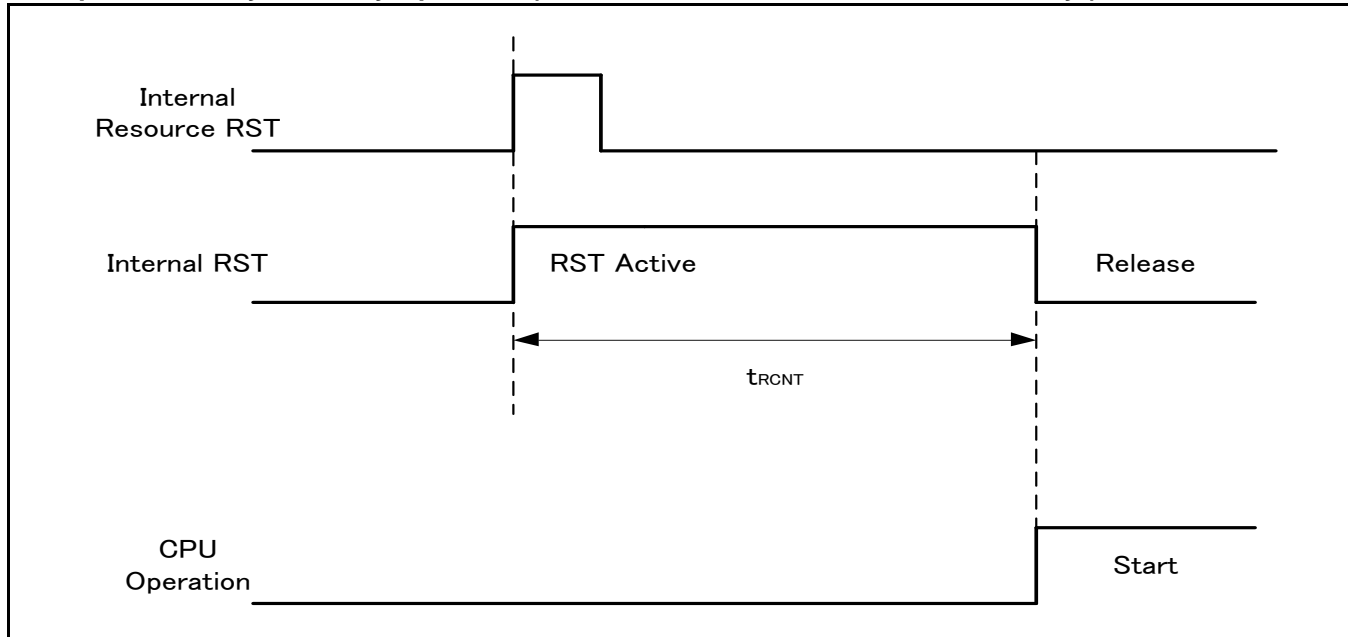 Internal
Resource RST
Internal RST
RST Active
Release
tRCNT
CPU
Operation
Start